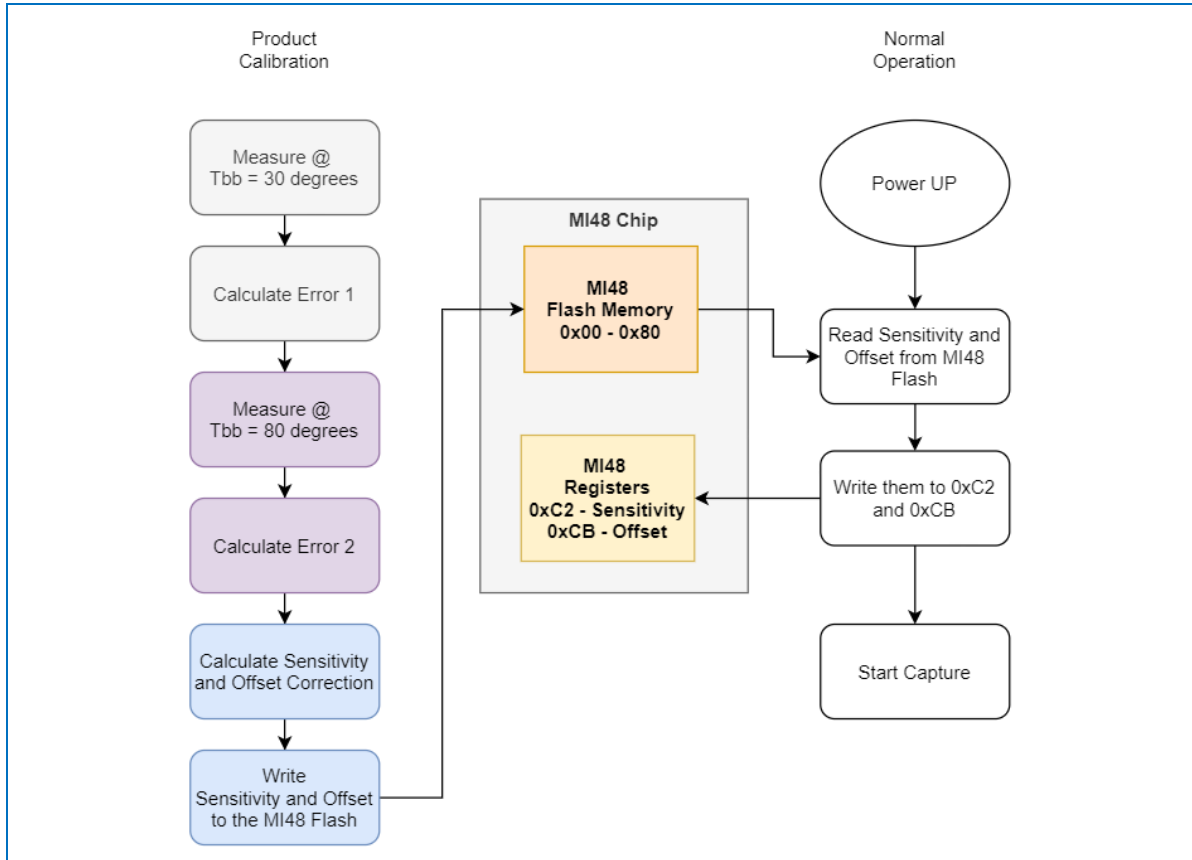 Product
Calibration
Measure @
Tbb = 30 degrees
Calculate Error 1
Measure @
Tbb = 80 degrees
Calculate Error 2
Calculate Sensitivity
and Offset Correction
Write
Sensitivity and Offset
to the MI48 Flash
MI48 Chip
MI48
Flash Memory
0x00 - 0x80
MI48
Registers
0xC2 - Sensitivity
0xCB - Offset
Normal
Operation
Power UP
Read Sensitivity and
Offset from MI48
Flash
Write them to 0xC2
and 0xCB
Start Capture